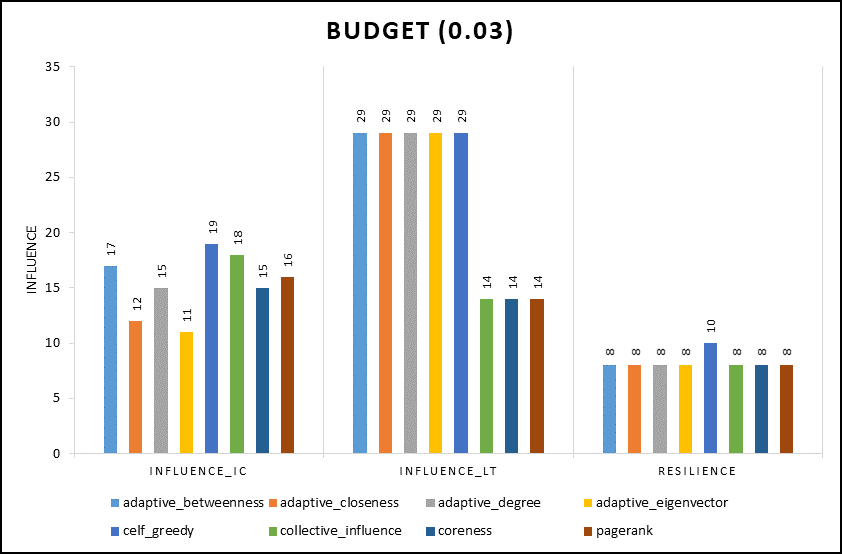 BUDGET (0.03)
INFLUENCE
35
30
25
20
15
10
5
0
17 12 15 11 19 18 15 16
29 29 29 29 29 14 14 14
8 8 8 8 10 8 8 8
INFLUENCE_IC INFLUENCE_LT RESILIENCE
adaptive_betweenness adaptive_closeness adaptive_degree adaptive_eigenvector
celf_greedy collective_influence coreness pagerank